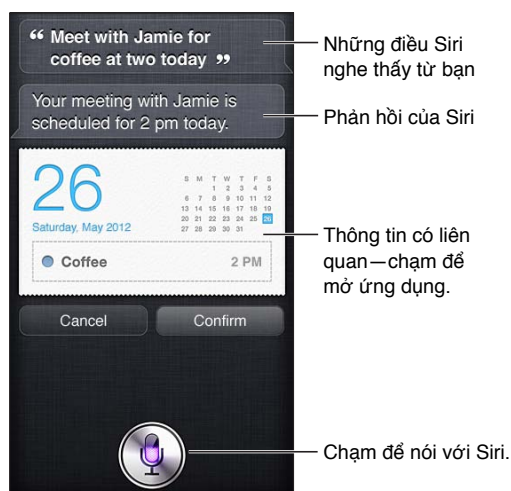 “ Meet with Jamie for
coffee at two today ”
Những điều Siri
nghe thấy từ bạn
Your meeting with Jamie is
scheduled for 2 pm today.
Phản hồi của Siri
26
Saturday, May 2012
S M T W T F S
1 2 3 4 5
6 7 8 9 10 11 12
13 14 15 16 17 18 19
20 21 22 23 24 25 26
27 28 29 30 31
Coffee 2 PM
Thông tin có liên
quan—chạm để
mở ứng dụng.
Cancel Confirm
Chạm để nói với Siri.